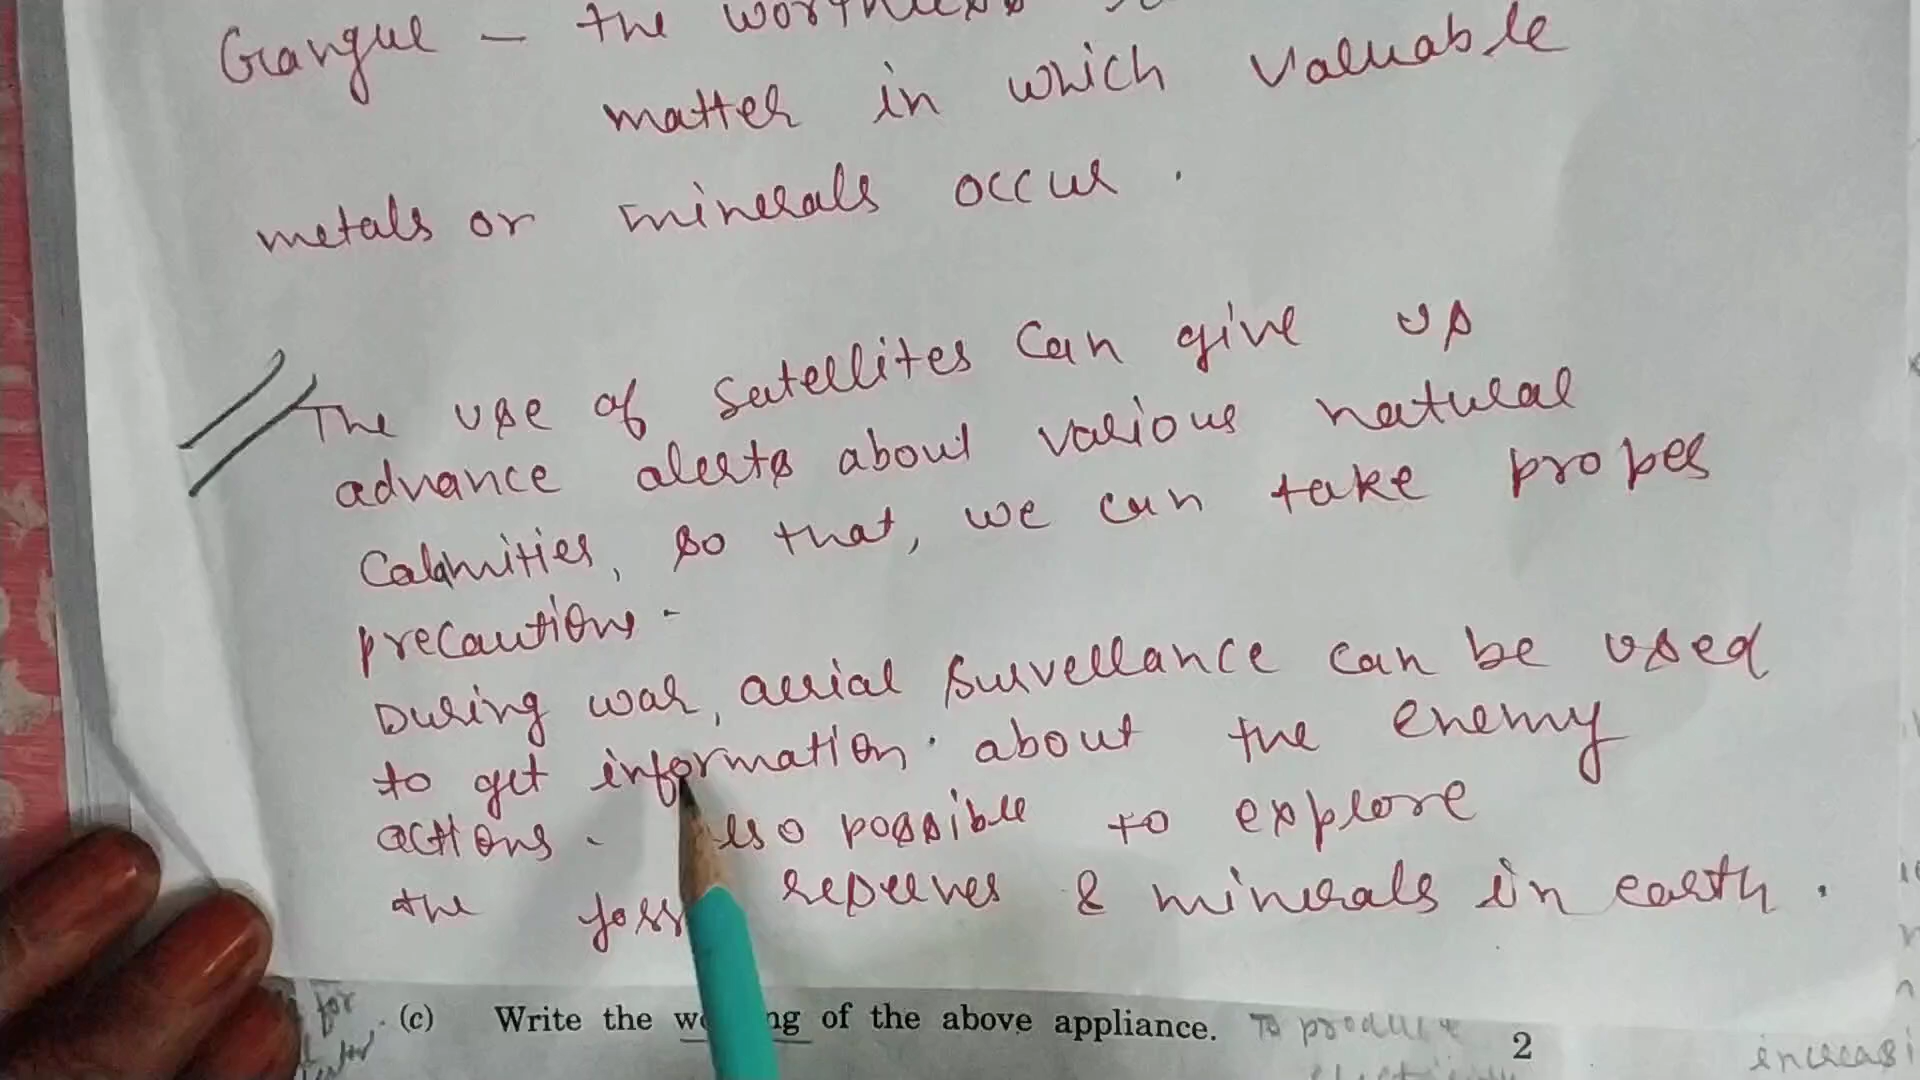 Gangue - the worthless
matter in which valuable
metals or minerals occur.
The use of satellites can give us
advance alerts about various natural
Calamities, so that, we can take proper
precautions.
During war, aerial survellance can be used
to get information about the enemy
actions. possible to explore
the reserves & minerals in earth.
for
(c) Write the of the above appliance. To produce 2